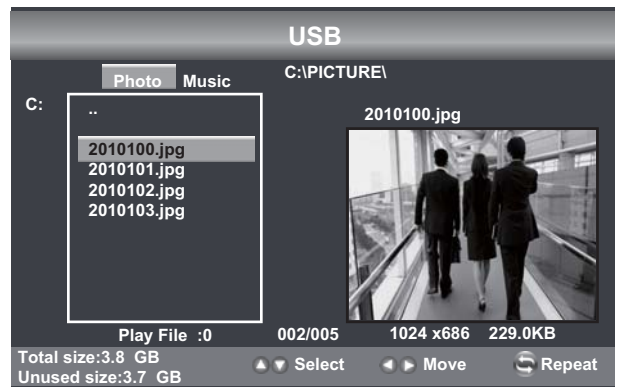 USB
Photo Music C:\PICTURE\
C:
..
2010100.jpg
2010100.jpg
2010101.jpg
2010102.jpg
2010103.jpg
Play File :0 002/005 1024 x686 229.0KB
Total size:3.8 GB
Unused size:3.7 GB
Select Move Repeat